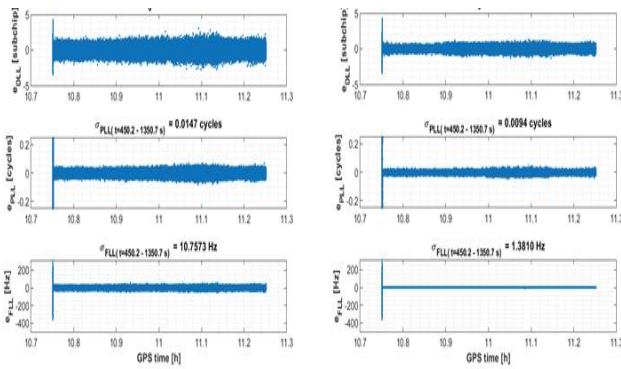 5
0
-5
e_DLL [subchip]
10.7 10.8 10.9 11 11.1 11.2 11.3
σ_PLL( t=450.2 - 1350.7 s) = 0.0147 cycles
0.2
0
-0.2
e_PLL [cycles]
10.7 10.8 10.9 11 11.1 11.2 11.3
σ_FLL(t=450.2 - 1350.7 s) = 10.7573 Hz
200
0
-200
-400
e_FLL [Hz]
10.7 10.8 10.9 11 11.1 11.2 11.3
GPS time [h]
5
0
-5
e_DLL [subchip]
10.7 10.8 10.9 11 11.1 11.2 11.3
σ_PLL( t=450.2 - 1350.7 s) = 0.0094 cycles
0.2
0
-0.2
e_PLL [cycles]
10.7 10.8 10.9 11 11.1 11.2 11.3
σ_FLL(t=450.2 - 1350.7 s) = 1.3810 Hz
200
0
-200
-400
e_FLL [Hz]
10.7 10.8 10.9 11 11.1 11.2 11.3
GPS time [h]